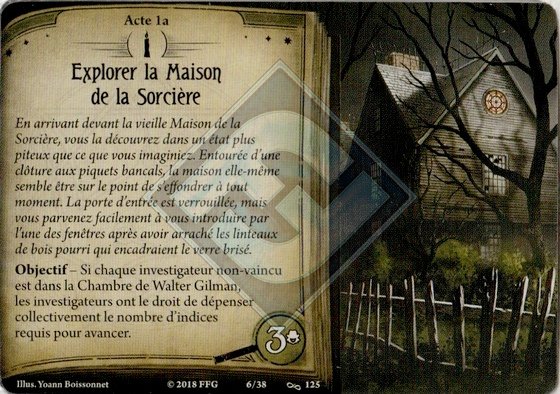 Acte 1a
Explorer la Maison
de la Sorcière
En arrivant devant la vieille Maison de la
Sorcière, vous la découvrez dans un état plus
piteux que ce que vous imaginiez. Entourée d'une
clôture aux piquets bancals, la maison elle-même
semble être sur le point de s'effondrer à tout
moment. La porte d'entrée est verrouillée, mais
vous parvenez facilement à vous introduire par
l'une des fenêtres après avoir arraché les linteaux
de bois pourri qui encadraient le verre brisé.
Objectif – Si chaque investigateur non-vaincu
est dans la Chambre de Walter Gilman,
les investigateurs ont le droit de dépenser
collectivement le nombre d'indices
requis pour avancer.
3
Illus. Yoann Boissonnet © 2018 FFG 6/38 125